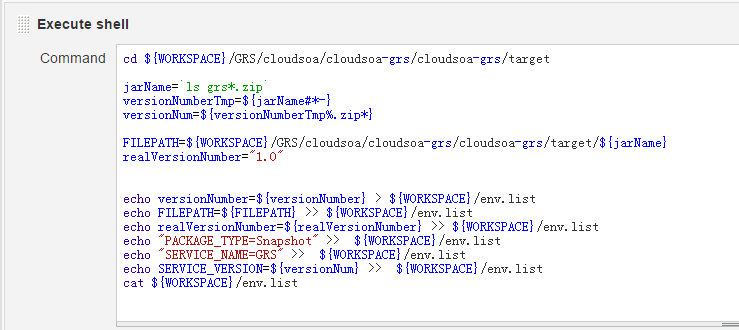 Execute shell
Command
cd ${WORKSPACE}/GRS/cloudsoa/cloudsoa-grs/cloudsoa-grs/target
jarName=`ls grs*.zip`
versionNumberTmp=${jarName#*-}
versionNum=${versionNumberTmp%.zip*}
FILEPATH=${WORKSPACE}/GRS/cloudsoa/cloudsoa-grs/cloudsoa-grs/target/${jarName}
realVersionNumber="1.0"
echo versionNumber=${versionNumber} > ${WORKSPACE}/env.list
echo FILEPATH=${FILEPATH} >> ${WORKSPACE}/env.list
echo realVersionNumber=${realVersionNumber} >> ${WORKSPACE}/env.list
echo "PACKAGE_TYPE=Snapshot" >>  ${WORKSPACE}/env.list
echo "SERVICE_NAME=GRS" >>  ${WORKSPACE}/env.list
echo SERVICE_VERSION=${versionNum} >>  ${WORKSPACE}/env.list
cat ${WORKSPACE}/env.list